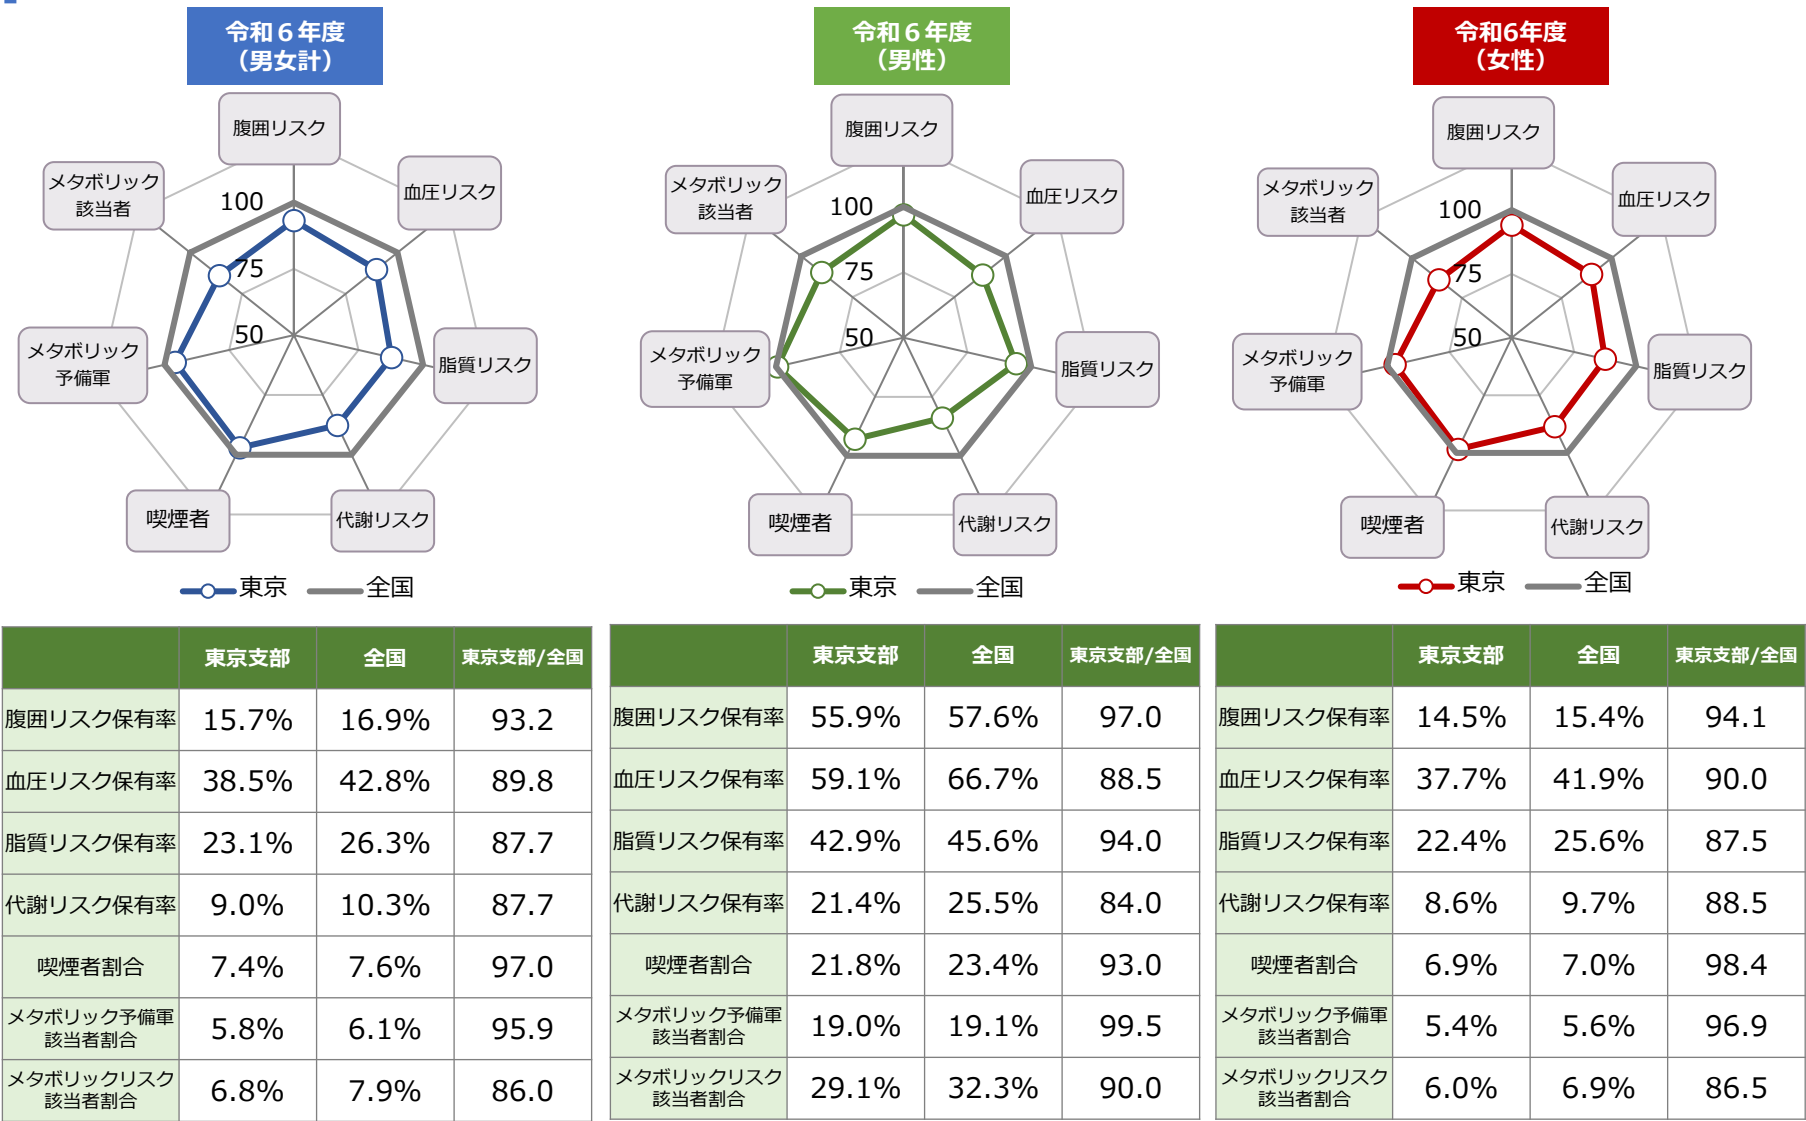 令和６年度
（男女計）
腹囲リスク
血圧リスク
脂質リスク
代謝リスク
喫煙者
メタボリック
予備軍
メタボリック
該当者
100
75
50
東京
全国
令和６年度
（男性）
腹囲リスク
血圧リスク
脂質リスク
代謝リスク
喫煙者
メタボリック
予備軍
メタボリック
該当者
100
75
50
東京
全国
令和6年度
（女性）
腹囲リスク
血圧リスク
脂質リスク
代謝リスク
喫煙者
メタボリック
予備軍
メタボリック
該当者
100
75
50
東京
全国
東京支部 全国 東京支部/全国
腹囲リスク保有率 15.7% 16.9% 93.2
血圧リスク保有率 38.5% 42.8% 89.8
脂質リスク保有率 23.1% 26.3% 87.7
代謝リスク保有率 9.0% 10.3% 87.7
喫煙者割合 7.4% 7.6% 97.0
メタボリック予備軍
該当者割合 5.8% 6.1% 95.9
メタボリックリスク
該当者割合 6.8% 7.9% 86.0
東京支部 全国 東京支部/全国
腹囲リスク保有率 55.9% 57.6% 97.0
血圧リスク保有率 59.1% 66.7% 88.5
脂質リスク保有率 42.9% 45.6% 94.0
代謝リスク保有率 21.4% 25.5% 84.0
喫煙者割合 21.8% 23.4% 93.0
メタボリック予備軍
該当者割合 19.0% 19.1% 99.5
メタボリックリスク
該当者割合 29.1% 32.3% 90.0
東京支部 全国 東京支部/全国
腹囲リスク保有率 14.5% 15.4% 94.1
血圧リスク保有率 37.7% 41.9% 90.0
脂質リスク保有率 22.4% 25.6% 87.5
代謝リスク保有率 8.6% 9.7% 88.5
喫煙者割合 6.9% 7.0% 98.4
メタボリック予備軍
該当者割合 5.4% 5.6% 96.9
メタボリックリスク
該当者割合 6.0% 6.9% 86.5